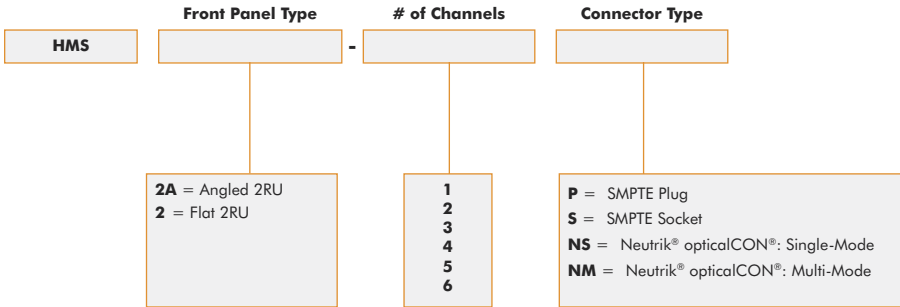 Front Panel Type
# of Channels
Connector Type
HMS
-
2A = Angled 2RU
2 = Flat 2RU
1
2
3
4
5
6
P = SMPTE Plug
S = SMPTE Socket
NS = Neutrik® opticalCON®: Single-Mode
NM = Neutrik® opticalCON®: Multi-Mode